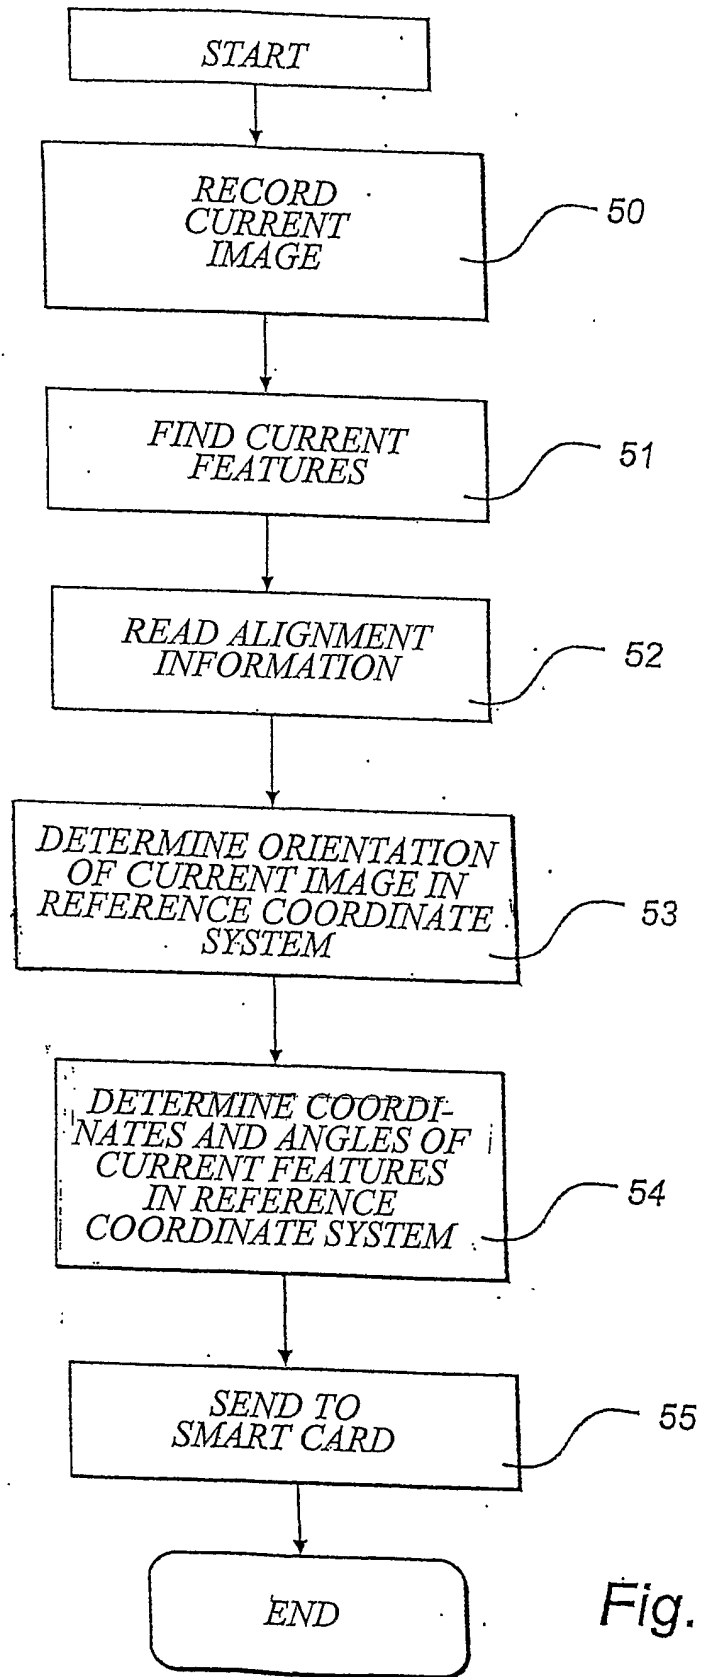 START
RECORD
CURRENT
IMAGE
50
FIND CURRENT
FEATURES
51
READ ALIGNMENT
INFORMATION
52
DETERMINE ORIENTATION
OF CURRENT IMAGE IN
REFERENCE COORDINATE
SYSTEM
53
DETERMINE COORDI-
NATES AND ANGLES OF
CURRENT FEATURES
IN REFERENCE
COORDINATE SYSTEM
54
SEND TO
SMART CARD
55
END
Fig.